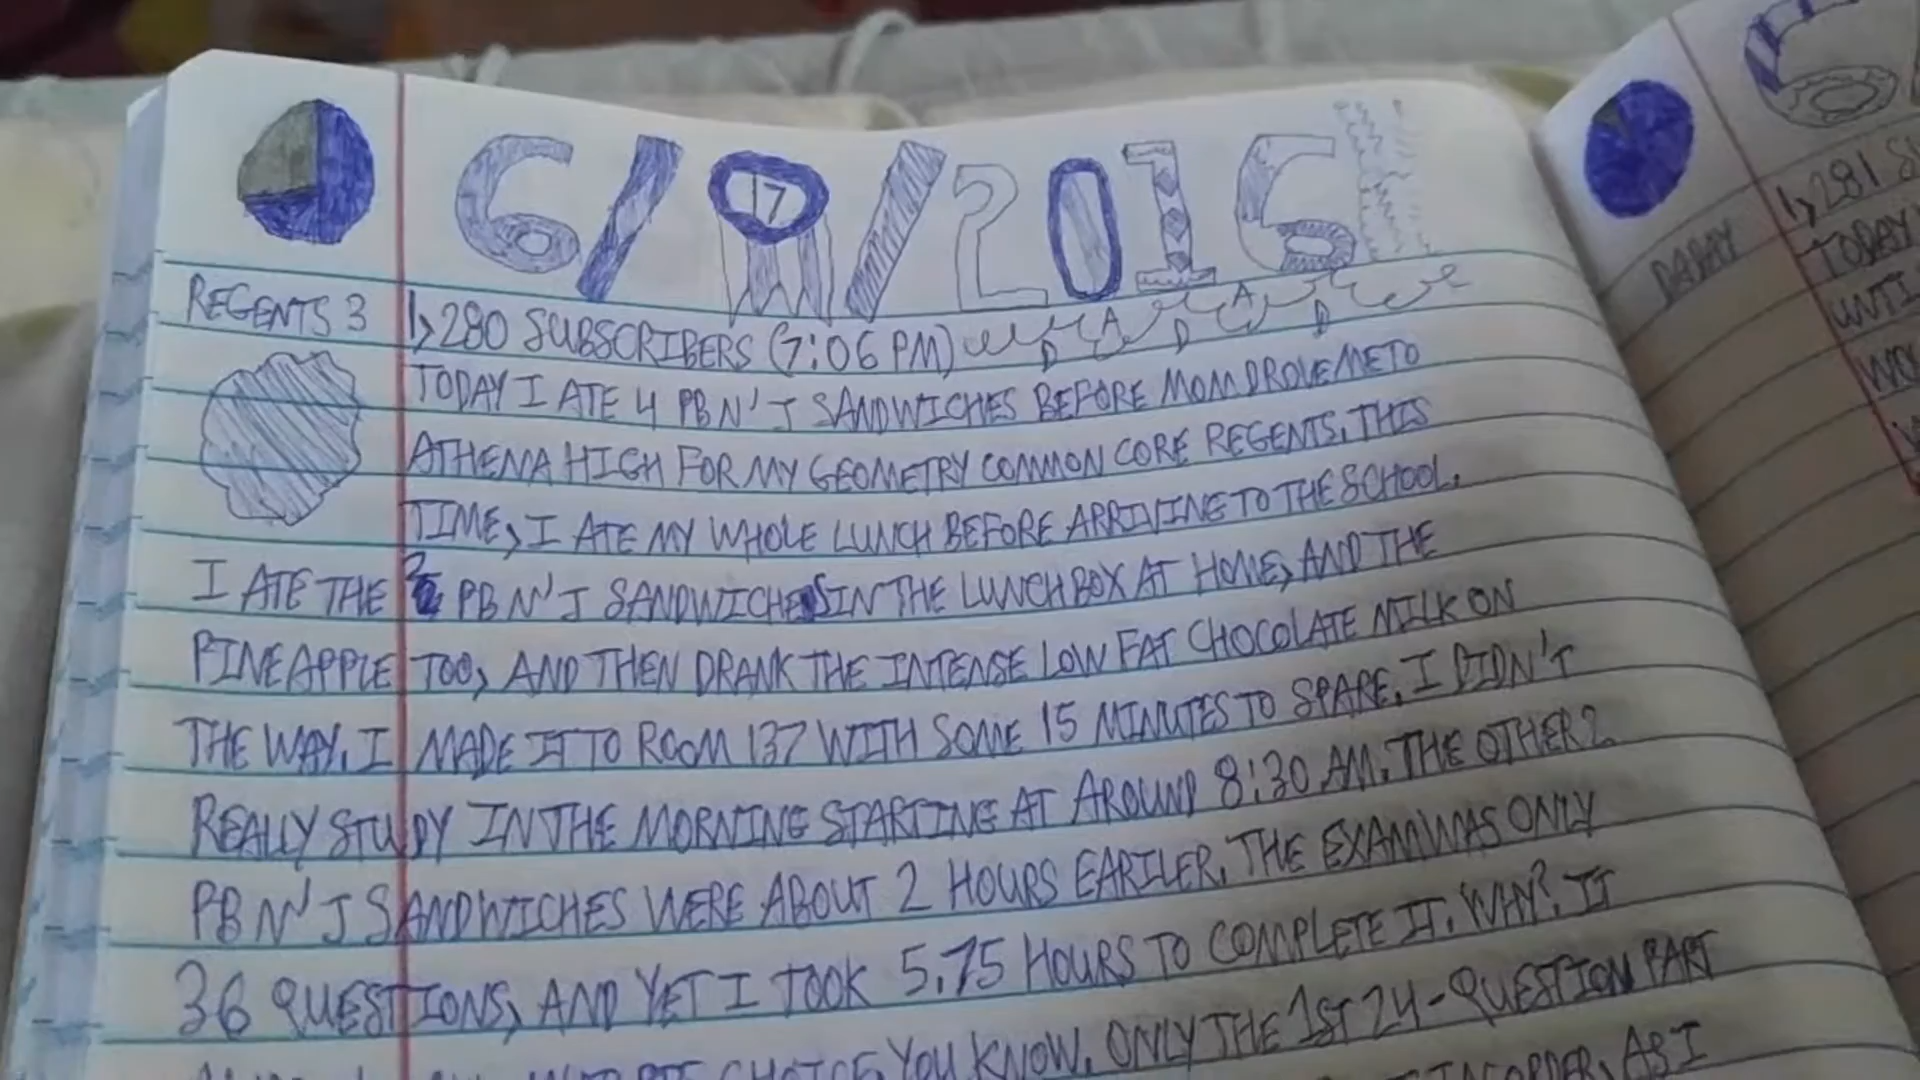 6/17/2016
REGENTS 3
1,280 SUBSCRIBERS (7:06 PM)
TODAY I ATE 4 PB N' J SANDWICHES BEFORE MOM DROVE ME TO
ATHENA HIGH FOR MY GEOMETRY COMMON CORE REGENTS. THIS
TIME, I ATE MY WHOLE LUNCH BEFORE ARRIVING TO THE SCHOOL.
I ATE THE 2 PB N' J SANDWICHES IN THE LUNCHBOX AT HOME, AND THE
PINEAPPLE TOO, AND THEN DRANK THE INTENSE LOW FAT CHOCOLATE MILK ON
THE WAY. I MADE IT TO ROOM 137 WITH SOME 15 MINUTES TO SPARE. I DIDN'T
REALLY STUDY IN THE MORNING STARTING AT AROUND 8:30 AM. THE OTHER 2
PB N' J SANDWICHES WERE ABOUT 2 HOURS EARILER. THE EXAM WAS ONLY
36 QUESTIONS, AND YET I TOOK 5.75 HOURS TO COMPLETE IT. WHY? IT
CHOICE, YOU KNOW. ONLY THE 1ST 24-QUESTION PART
AS I
1,281
TODAY
UNTI